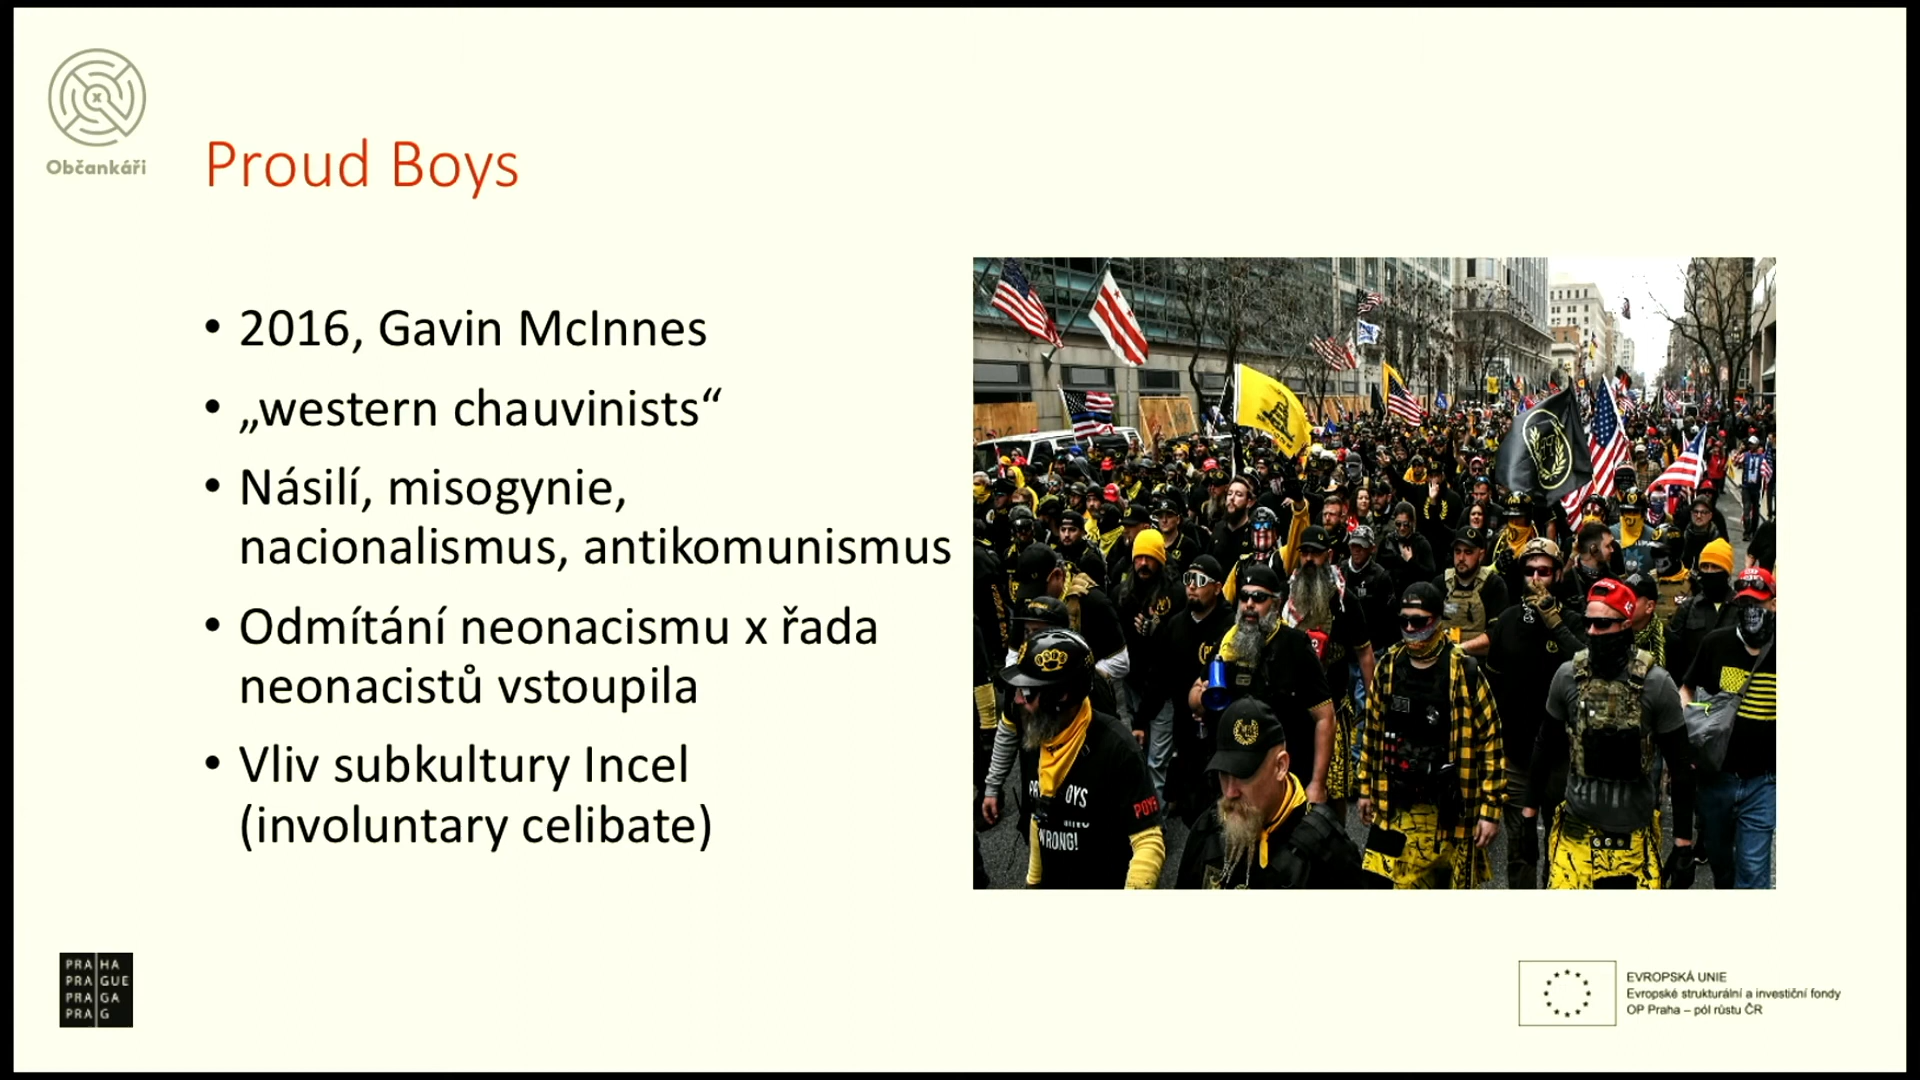 Občankáři
Proud Boys
• 2016, Gavin McInnes
• „western chauvinists“
• Násilí, misogynie,
nacionalismus, antikomunismus
• Odmítání neonacismu x řada
neonacistů vstoupila
• Vliv subkultury Incel
(involuntary celibate)
BOYS
WRONG!
PRA HA
PRA GUE
PRA GA
PRA G
EVROPSKÁ UNIE
Evropské strukturální a investiční fondy
OP Praha – pól růstu ČR